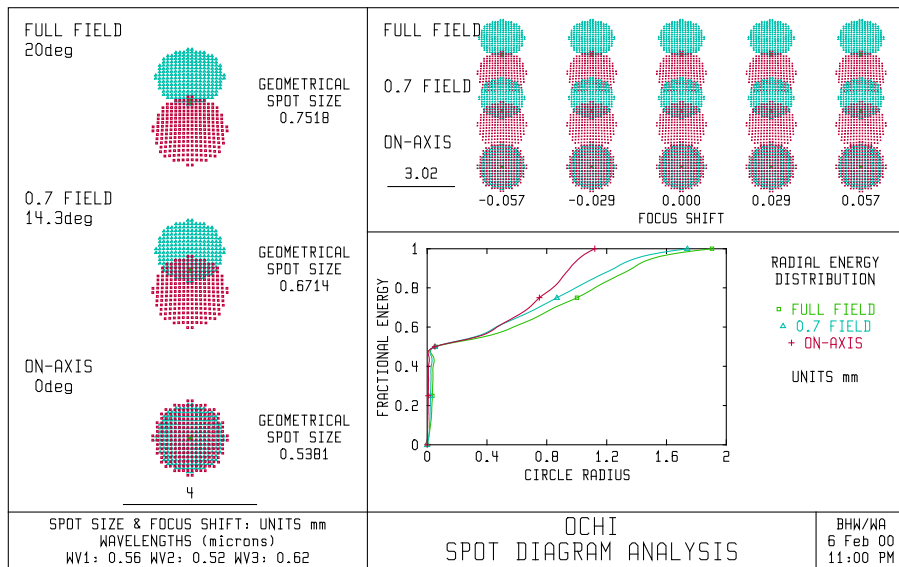 FULL FIELD
20deg
GEOMETRICAL
SPOT SIZE
0.7518
0.7 FIELD
14.3deg
GEOMETRICAL
SPOT SIZE
0.6714
ON-AXIS
0deg
GEOMETRICAL
SPOT SIZE
0.5381
4
FULL FIELD
0.7 FIELD
ON-AXIS
3.02
-0.057 -0.029 0.000 0.029 0.057
FOCUS SHIFT
1
0.8
0.6
0.4
0.2
0
FRACTIONAL ENERGY
0 0.4 0.8 1.2 1.6 2
CIRCLE RADIUS
RADIAL ENERGY
DISTRIBUTION
FULL FIELD
0.7 FIELD
ON-AXIS
UNITS mm
SPOT SIZE & FOCUS SHIFT: UNITS mm
WAVELENGTHS (microns)
WV1: 0.56 WV2: 0.52 WV3: 0.62
OCHI
SPOT DIAGRAM ANALYSIS
BHW/WA
6 Feb 00
11:00 PM